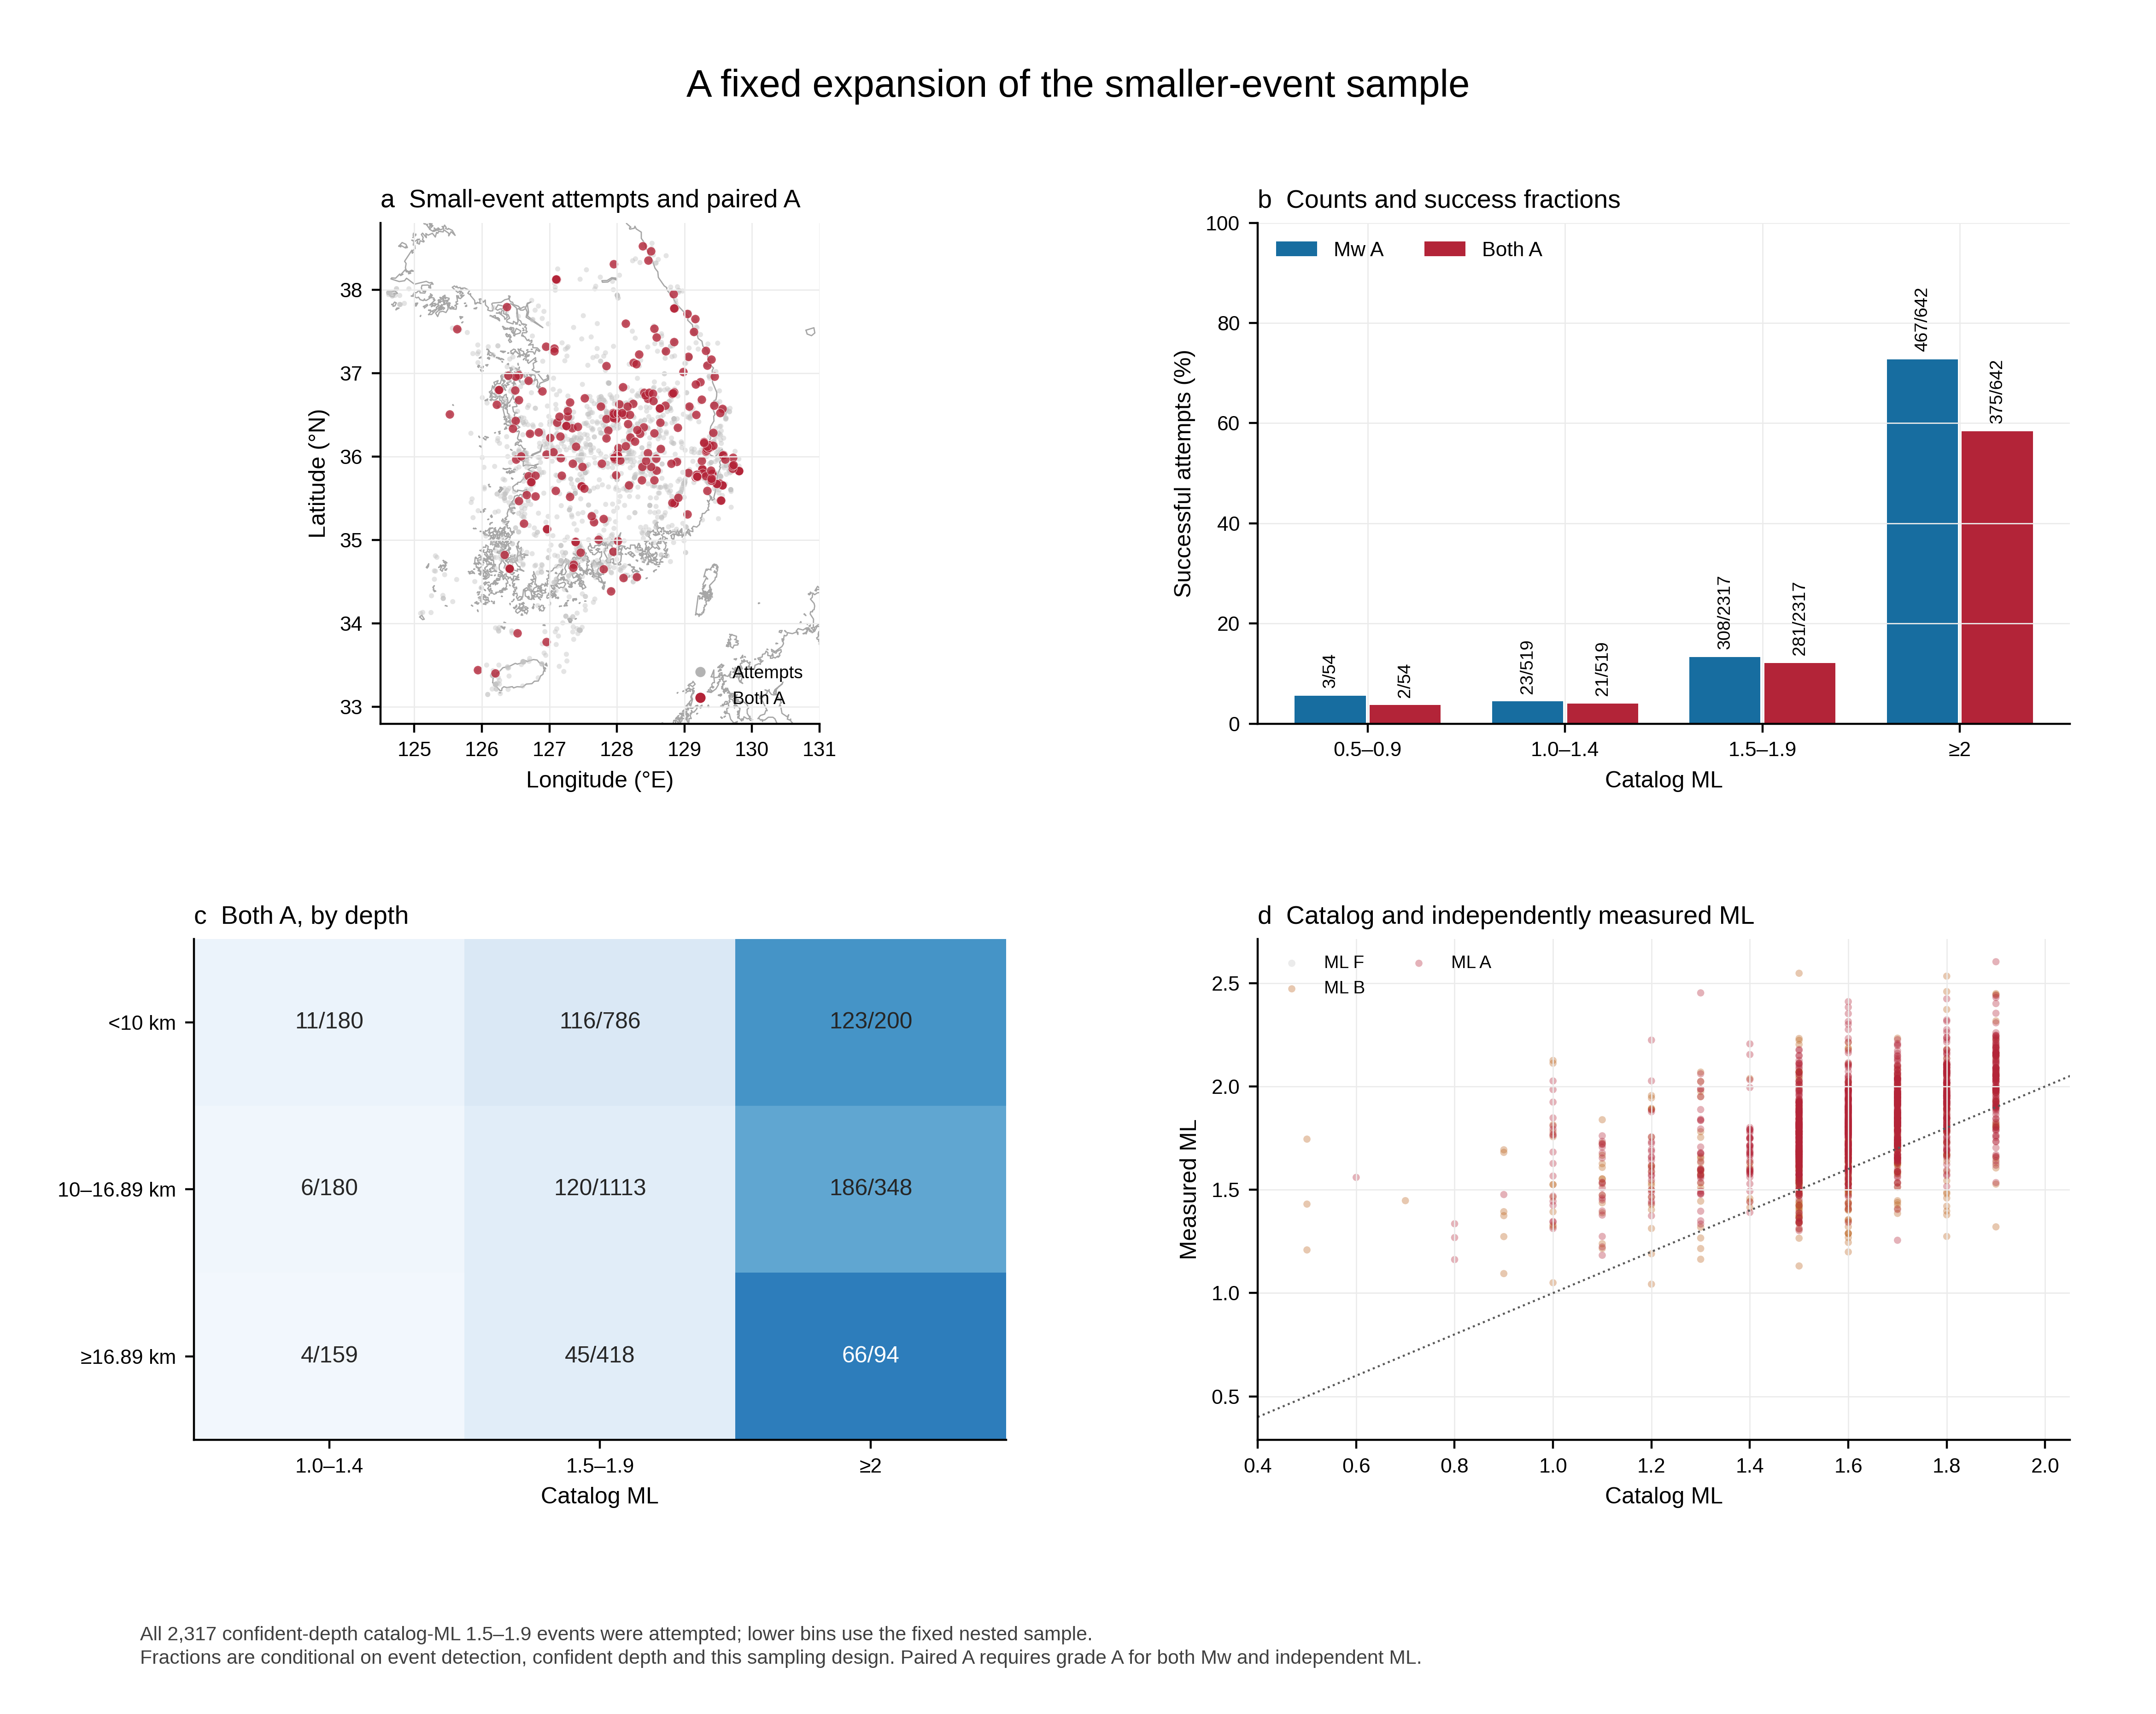 A fixed expansion of the smaller-event sample
a Small-event attempts and paired A
38
37
36
35
34
33
125 126 127 128 129 130 131
Latitude (°N)
Longitude (°E)
Attempts
Both A
b Counts and success fractions
100
80
60
40
20
0
Successful attempts (%)
Mw A
Both A
3/54
2/54
23/519
21/519
308/2317
281/2317
467/642
375/642
0.5–0.9 1.0–1.4 1.5–1.9 ≥2
Catalog ML
c Both A, by depth
<10 km
11/180 116/786 123/200
10–16.89 km
6/180 120/1113 186/348
≥16.89 km
4/159 45/418 66/94
1.0–1.4 1.5–1.9 ≥2
Catalog ML
d Catalog and independently measured ML
ML F
ML B
ML A
2.5
2.0
1.5
1.0
0.5
Measured ML
0.4 0.6 0.8 1.0 1.2 1.4 1.6 1.8 2.0
Catalog ML
All 2,317 confident-depth catalog-ML 1.5–1.9 events were attempted; lower bins use the fixed nested sample.
Fractions are conditional on event detection, confident depth and this sampling design. Paired A requires grade A for both Mw and independent ML.